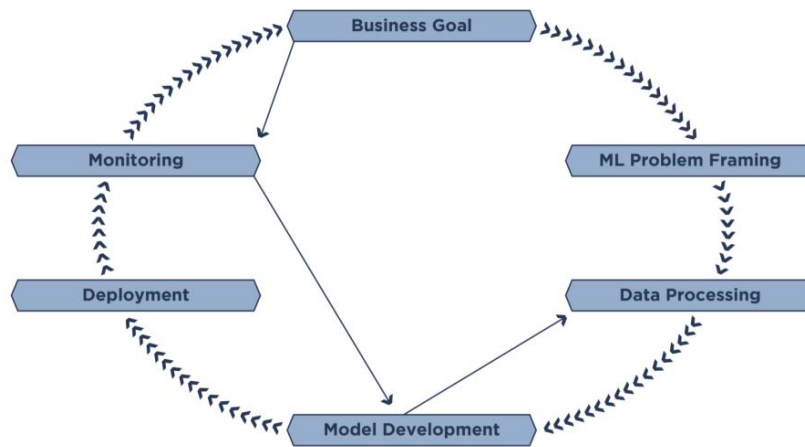 Business Goal
Monitoring
ML Problem Framing
Deployment
Data Processing
Model Development